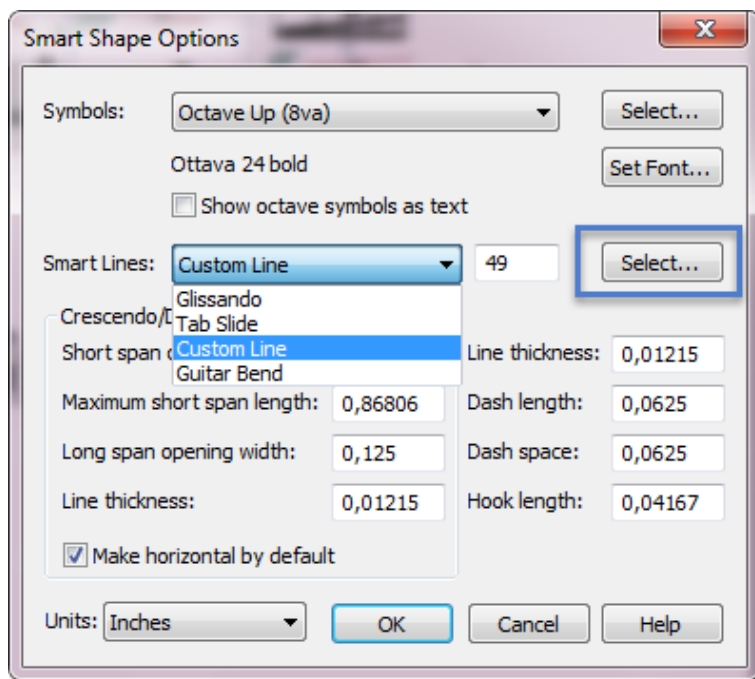 Smart Shape Options
Symbols: Octave Up (8va) Select...
Ottava 24 bold Set Font...
Show octave symbols as text
Smart Lines: Custom Line 49 Select...
Glissando
Crescendo/
Tab Slide
Short span
Custom Line
Line thickness: 0,01215
Guitar Bend
Maximum short span length: 0,86806 Dash length: 0,0625
Long span opening width: 0,125 Dash space: 0,0625
Line thickness: 0,01215 Hook length: 0,04167
Make horizontal by default
Units: Inches OK Cancel Help